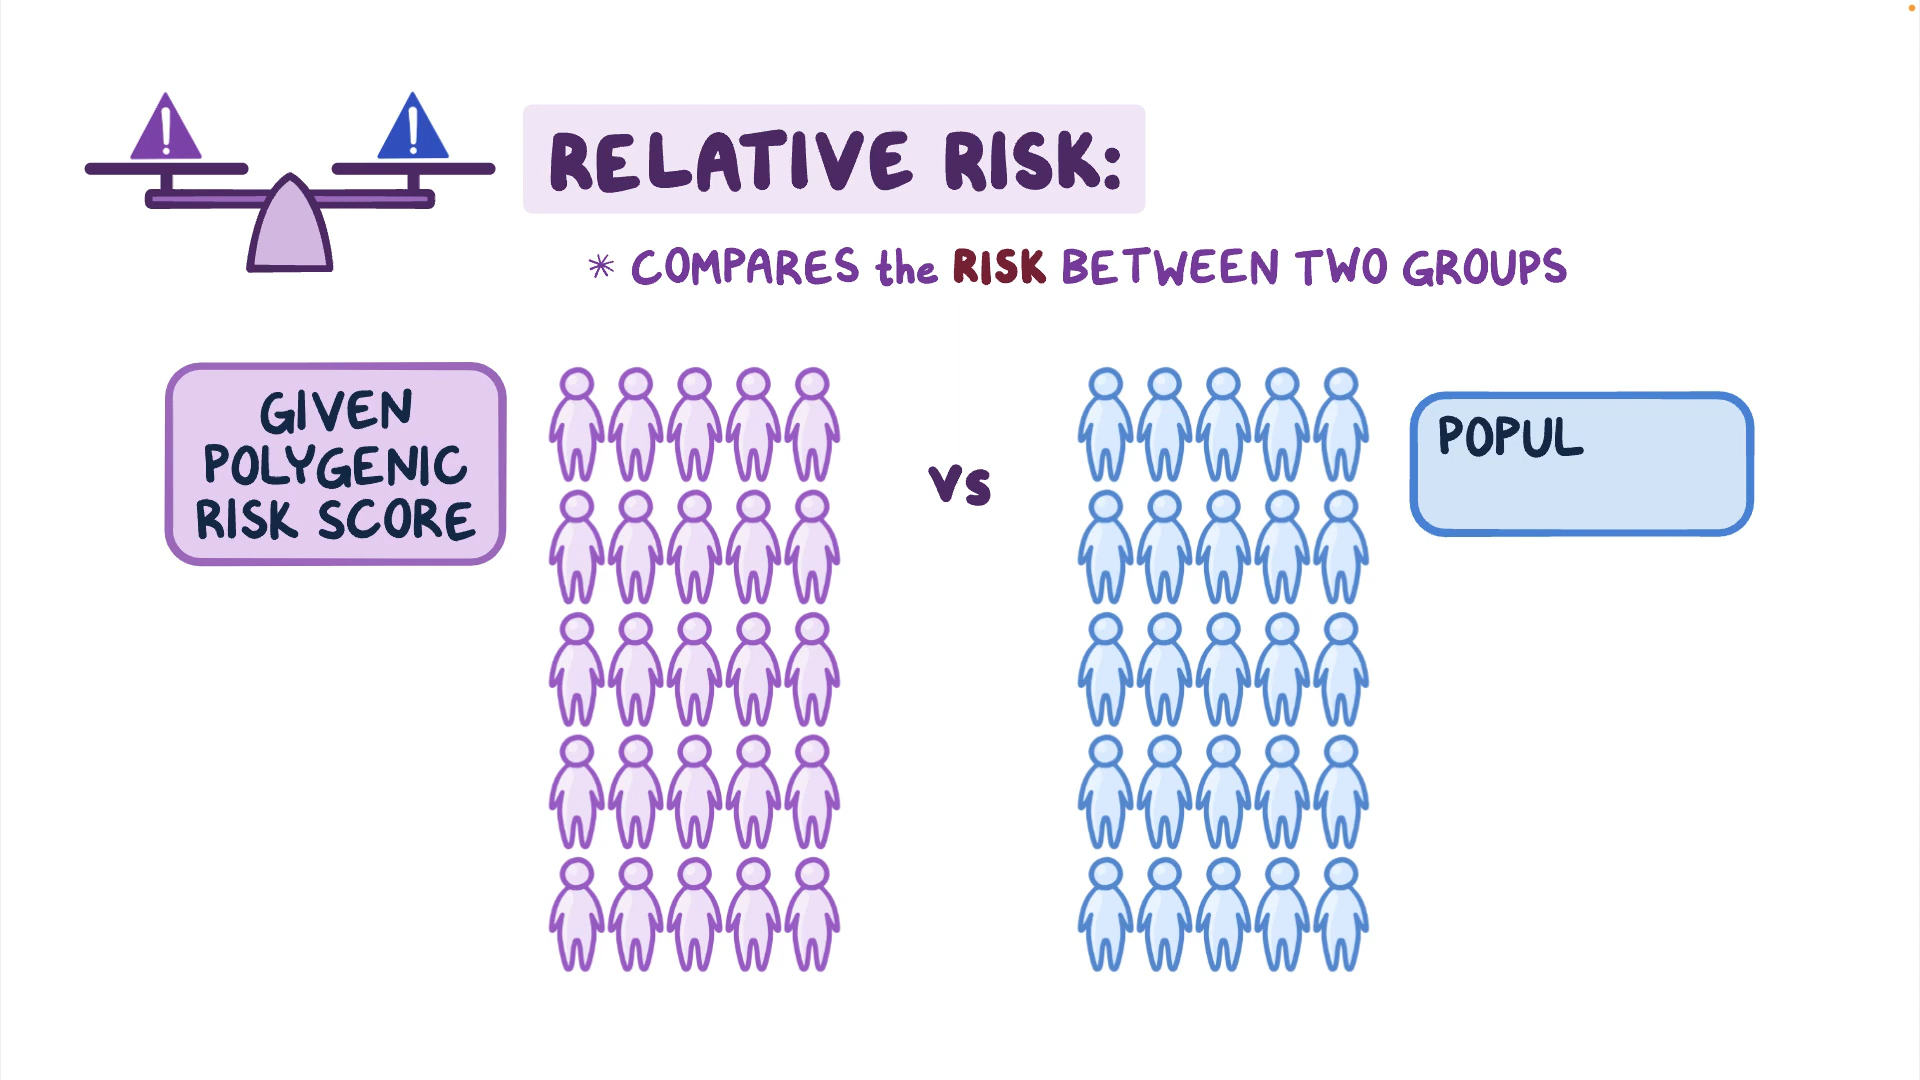 RELATIVE RISK:
* COMPARES the RISK BETWEEN TWO GROUPS
GIVEN
POLYGENIC
RISK SCORE
vs
POPUL